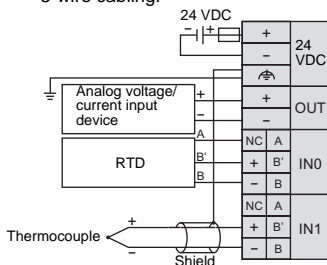 3-wire cabling.
24 VDC
- +
+
-
24
VDC
Analog voltage/
current input
device
+
-
+
-
OUT
RTD
A
B'
B
NC A
+ B'
- B
IN0
NC A
+ B'
- B
IN1
Thermocouple
+
-
Shield